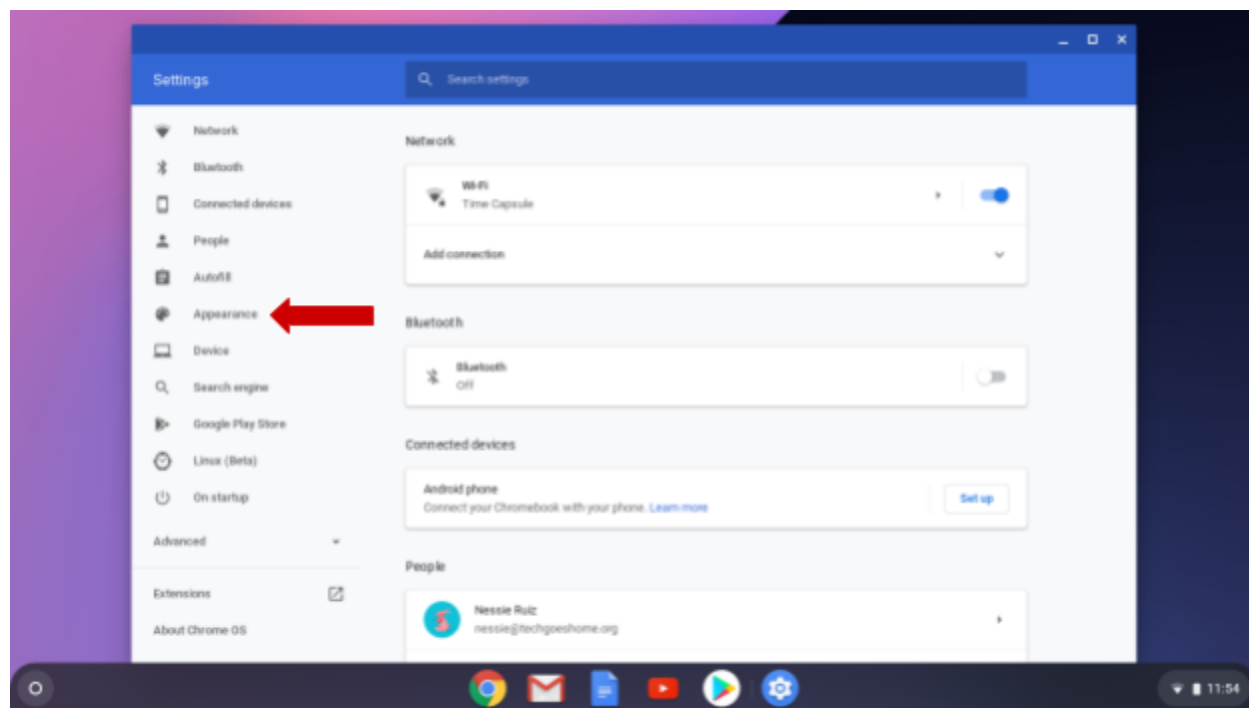 Settings
Search settings
Network
Bluetooth
Connected devices
People
Autofill
Appearance
Device
Search engine
Google Play Store
Linux (Beta)
On startup
Advanced
Extensions
About Chrome OS
Network
Wi-Fi
Time Capsule
Add connection
Bluetooth
Bluetooth
Off
Connected devices
Android phone
Connect your Chromebook with your phone. Learn more
Set up
People
Nessie Ruiz
nessie@techgoeshome.org
11:54